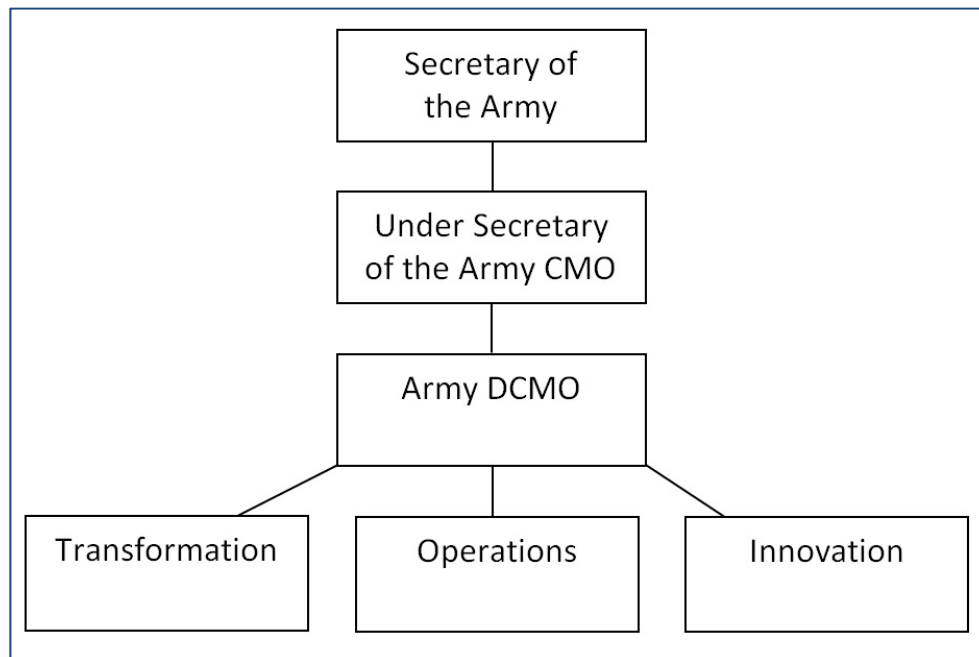 Secretary of
the Army
Under Secretary
of the Army CMO
Army DCMO
Transformation
Operations
Innovation